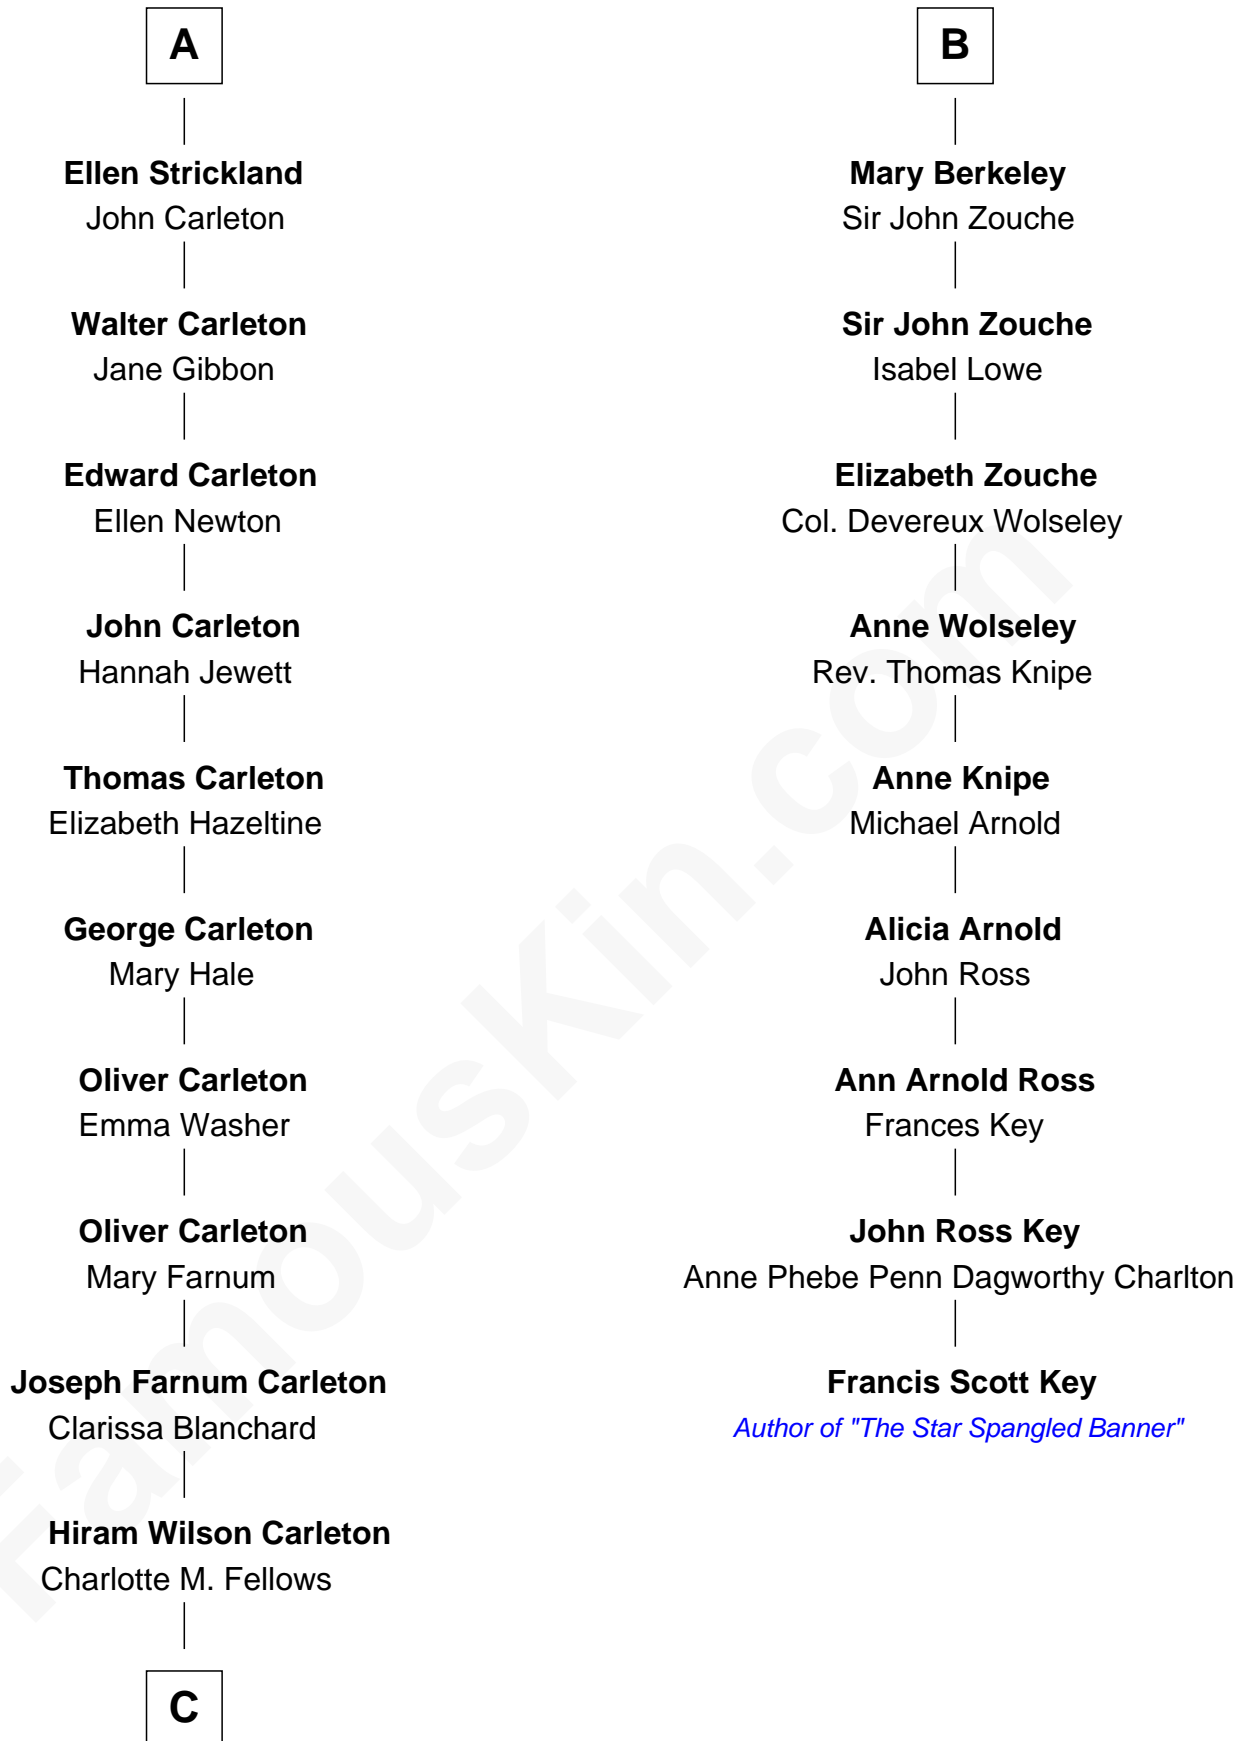 A
Ellen Strickland
John Carleton
Walter Carleton
Jane Gibbon
Edward Carleton
Ellen Newton
John Carleton
Hannah Jewett
Thomas Carleton
Elizabeth Hazeltine
George Carleton
Mary Hale
Oliver Carleton
Emma Washer
Oliver Carleton
Mary Farnum
Joseph Farnum Carleton
Clarissa Blanchard
Hiram Wilson Carleton
Charlotte M. Fellows
C
B
Mary Berkeley
Sir John Zouche
Sir John Zouche
Isabel Lowe
Elizabeth Zouche
Col. Devereux Wolseley
Anne Wolseley
Rev. Thomas Knipe
Anne Knipe
Michael Arnold
Alicia Arnold
John Ross
Ann Arnold Ross
Frances Key
John Ross Key
Anne Phebe Penn Dagworthy Charlton
Francis Scott Key
Author of "The Star Spangled Banner"
FamousKin.com